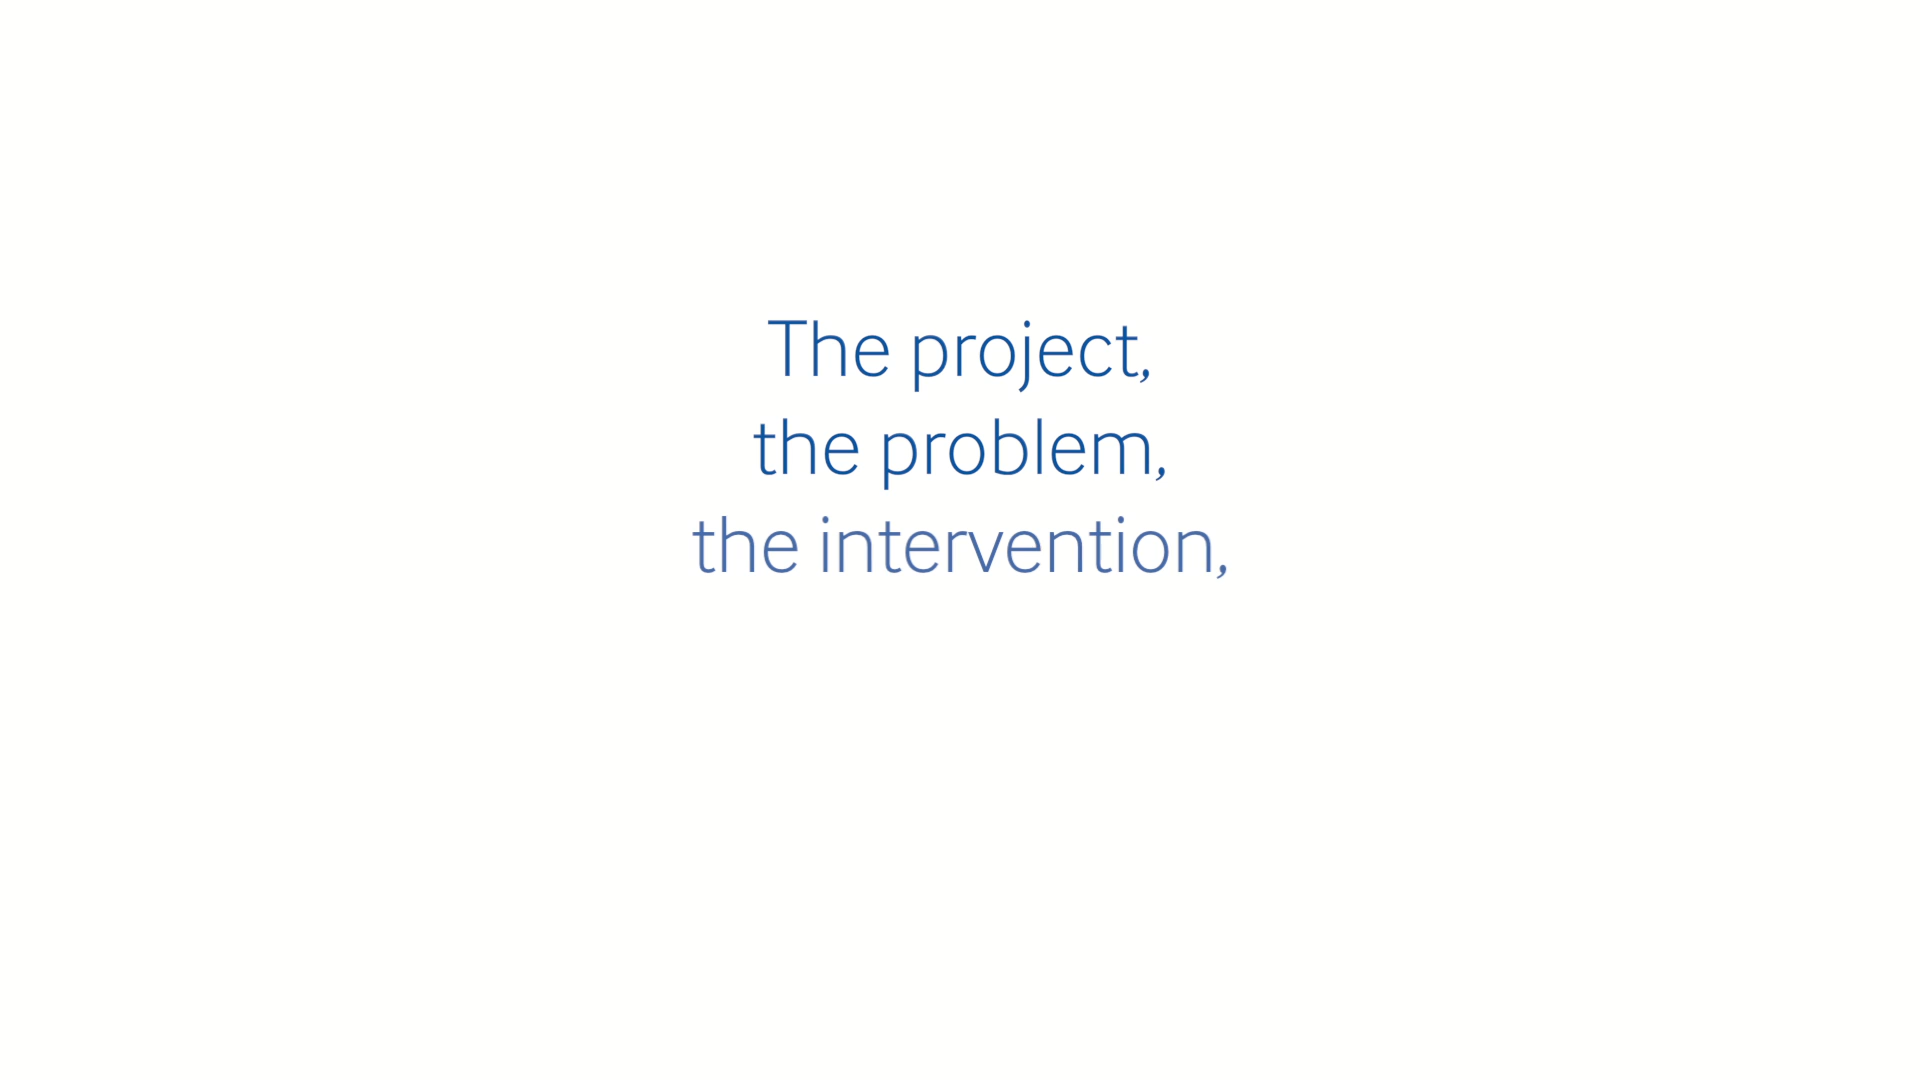 The project,
the problem,
the intervention,